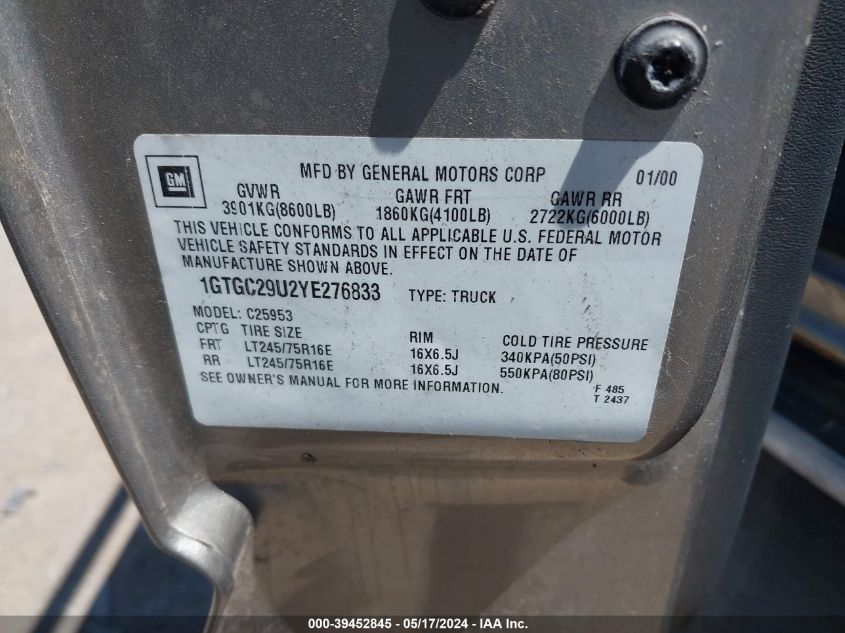 GM
MFD BY GENERAL MOTORS CORP 01/00
GVWR GAWR FRT GAWR RR
3901KG(8600LB) 1860KG(4100LB) 2722KG(6000LB)
THIS VEHICLE CONFORMS TO ALL APPLICABLE U.S. FEDERAL MOTOR
VEHICLE SAFETY STANDARDS IN EFFECT ON THE DATE OF
MANUFACTURE SHOWN ABOVE.
1GTGC29U2YE276833 TYPE: TRUCK
MODEL: C25953
CPTG TIRE SIZE RIM COLD TIRE PRESSURE
FRT LT245/75R16E 16X6.5J 340KPA(50PSI)
RR LT245/75R16E 16X6.5J 550KPA(80PSI)
SEE OWNER'S MANUAL FOR MORE INFORMATION.
F 485
T 2437
000-39452845 - 05/17/2024 - IAA Inc.